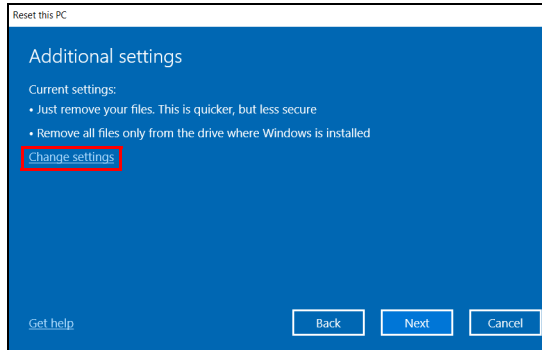 Reset this PC
Additional settings
Current settings:
• Just remove your files. This is quicker, but less secure
• Remove all files only from the drive where Windows is installed
Change settings
Get help
Back
Next
Cancel